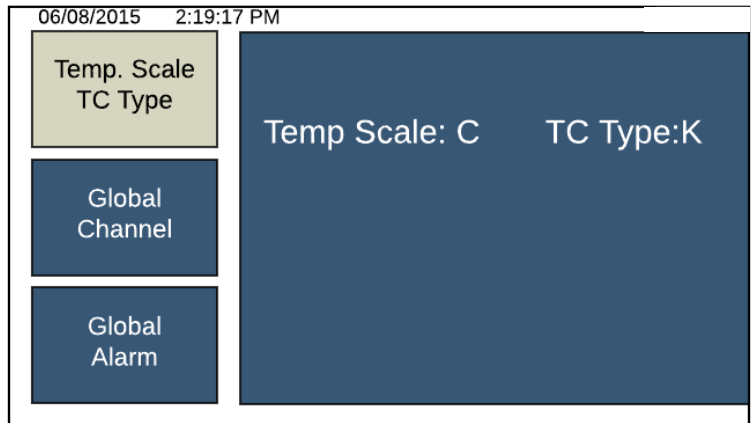 06/08/2015 2:19:17 PM
Temp. Scale
TC Type
Temp Scale: C TC Type:K
Global
Channel
Global
Alarm